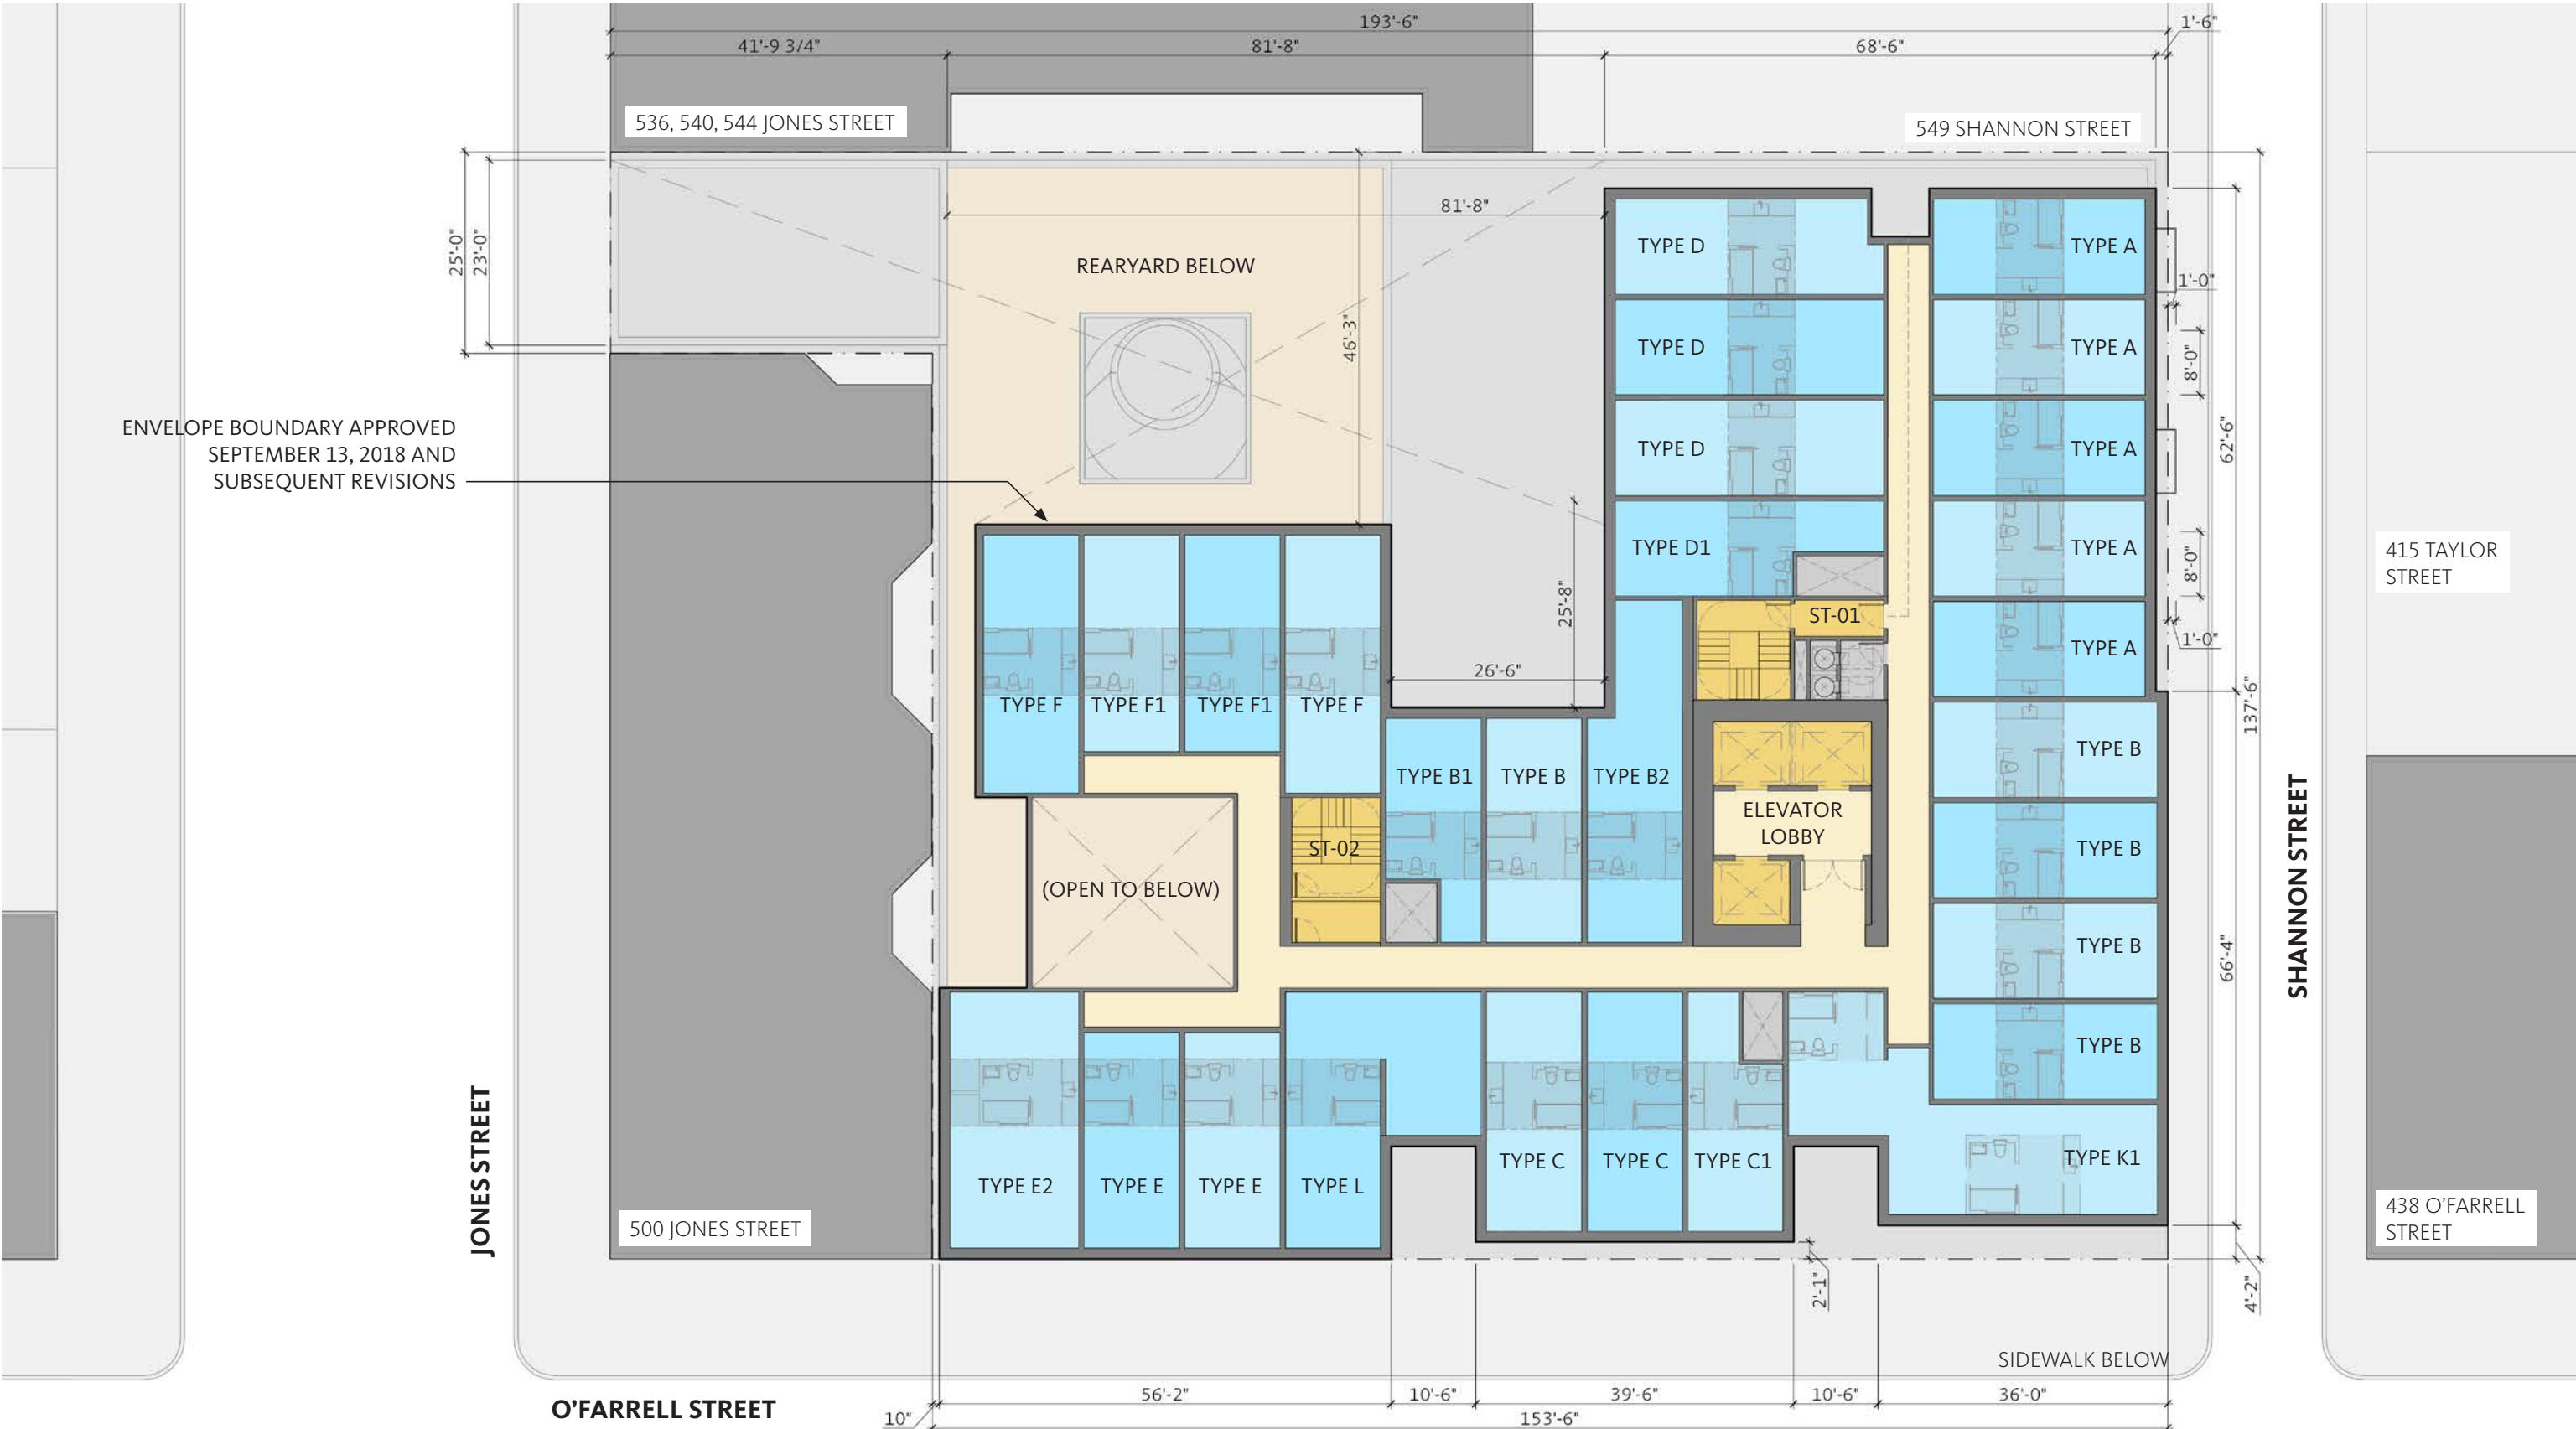 193'-6"
1'-6"
41'-9 3/4"
81'-8"
68'-6"
536, 540, 544 JONES STREET
549 SHANNON STREET
25'-0"
23'-0"
81'-8"
REARYARD BELOW
46'-3"
TYPE D
TYPE A
1'-0"
TYPE D
TYPE A
8'-0"
ENVELOPE BOUNDARY APPROVED
SEPTEMBER 13, 2018 AND
SUBSEQUENT REVISIONS
TYPE D
TYPE A
62'-6"
TYPE D1
TYPE A
8'-0"
415 TAYLOR
STREET
25'-8"
ST-01
TYPE A
1'-0"
26'-6"
137'-6"
TYPE F
TYPE F1
TYPE F1
TYPE F
TYPE B
TYPE B1
TYPE B
TYPE B2
ELEVATOR
LOBBY
ST-02
TYPE B
SHANNON STREET
(OPEN TO BELOW)
TYPE B
66'-4"
TYPE B
JONES STREET
TYPE E2
TYPE E
TYPE E
TYPE L
TYPE C
TYPE C
TYPE C1
TYPE K1
500 JONES STREET
438 O'FARRELL
STREET
2'-1"
4'-2"
SIDEWALK BELOW
O'FARRELL STREET
10"
56'-2"
10'-6"
39'-6"
10'-6"
36'-0"
153'-6"